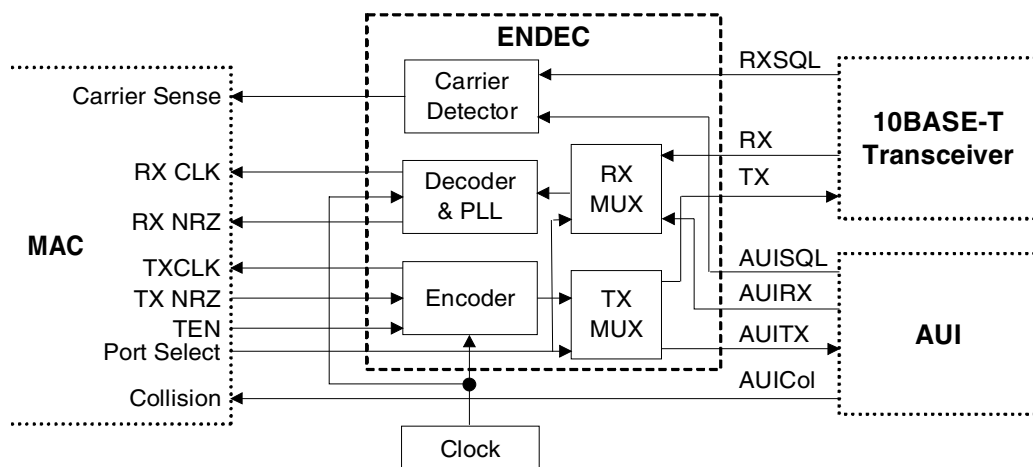 ENDEC
MAC
Carrier Sense
RX CLK
RX NRZ
TXCLK
TX NRZ
TEN
Port Select
Collision
Carrier
Detector
Decoder
& PLL
Encoder
RX
MUX
TX
MUX
Clock
RXSQL
RX
TX
AUISQL
AUIRX
AUITX
AUICol
10BASE-T
Transceiver
AUI